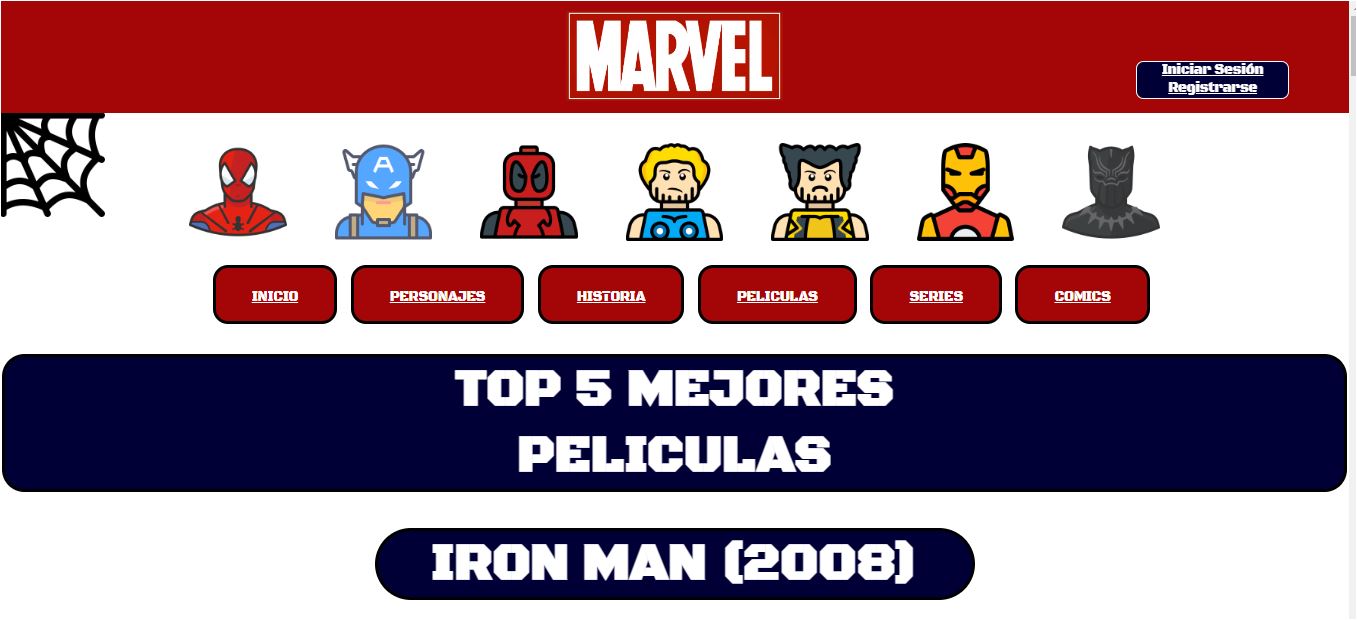 MARVEL
Iniciar Sesión
Registrarse
A
INICIO
PERSONAJES
HISTORIA
PELICULAS
SERIES
COMICS
TOP 5 MEJORES
PELICULAS
IRON MAN (2008)